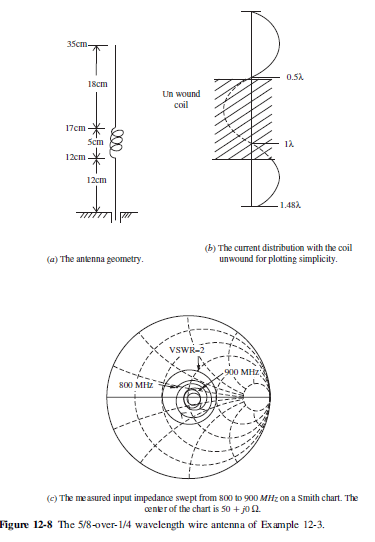 35cm
18cm
17cm
5cm
12cm
12cm
(a) The antenna geometry.
Un wound
coil
0.5λ
1λ
1.48λ
(b) The current distribution with the coil
unwound for plotting simplicity.
VSWR=2
900 MHz
800 MHz
(c) The measured input impedance swept from 800 to 900 MHz on a Smith chart. The
center of the chart is 50 + j0 Ω.
Figure 12-8 The 5/8-over-1/4 wavelength wire antenna of Example 12-3.